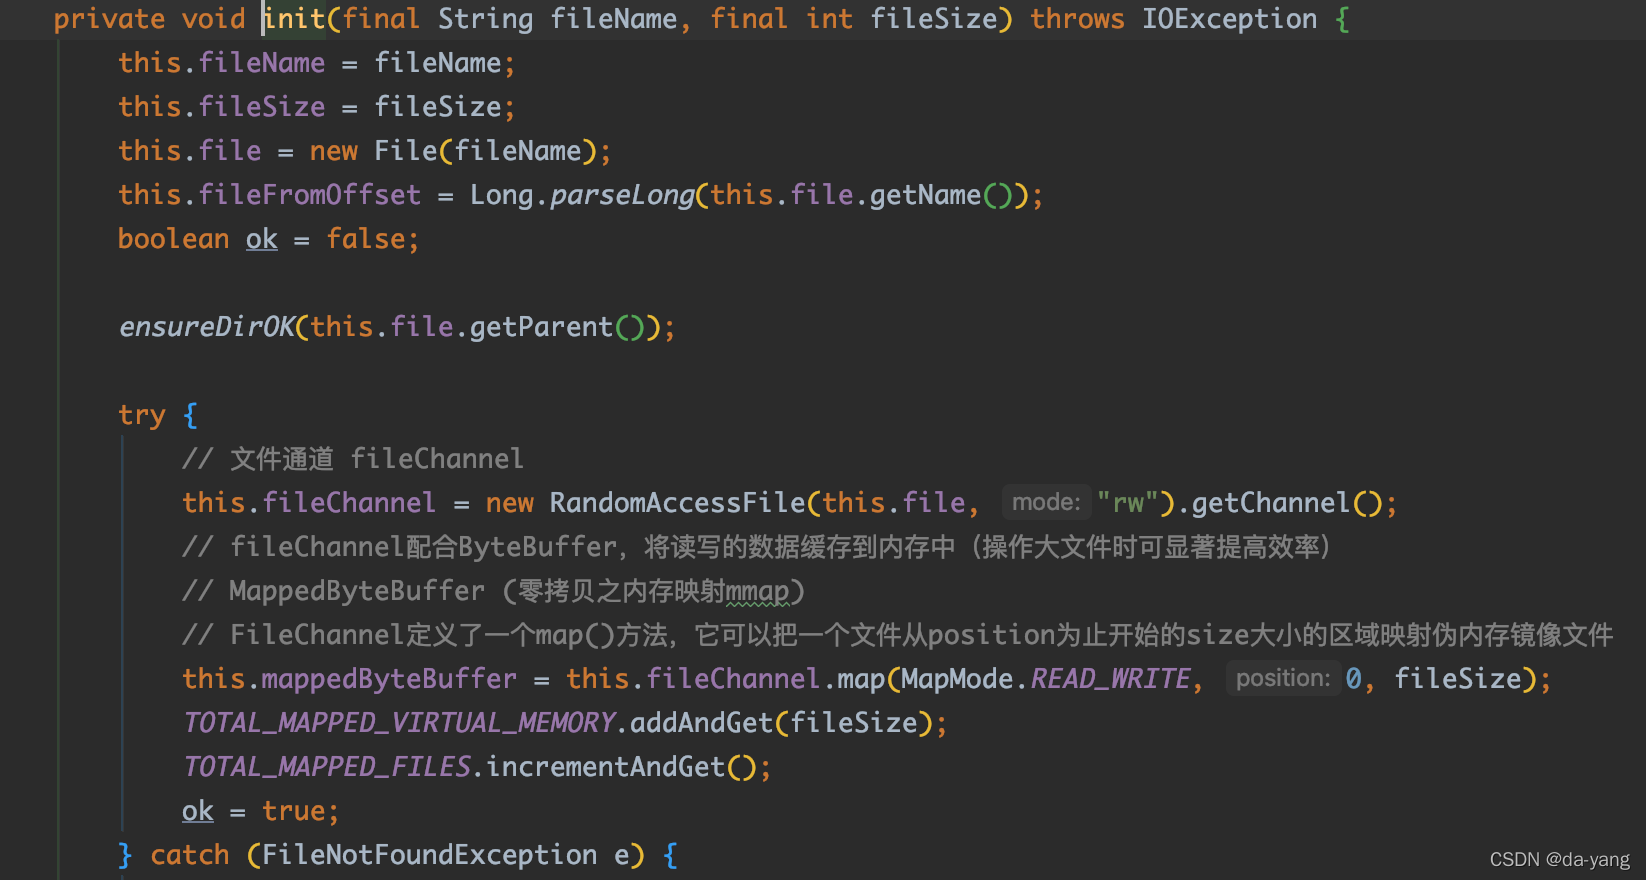 private void init(final String fileName, final int fileSize) throws IOException {
this.fileName = fileName;
this.fileSize = fileSize;
this.file = new File(fileName);
this.fileFromOffset = Long.parseLong(this.file.getName());
boolean ok = false;
ensureDirOK(this.file.getParent());
try {
// 文件通道 fileChannel
this.fileChannel = new RandomAccessFile(this.file, mode: "rw").getChannel();
// fileChannel配合ByteBuffer，将读写的数据缓存到内存中（操作大文件时可显著提高效率）
// MappedByteBuffer（零拷贝之内存映射mmap）
// FileChannel定义了一个map()方法，它可以把一个文件从position为止开始的size大小的区域映射伪内存镜像文件
this.mappedByteBuffer = this.fileChannel.map(MapMode.READ_WRITE, position: 0, fileSize);
TOTAL_MAPPED_VIRTUAL_MEMORY.addAndGet(fileSize);
TOTAL_MAPPED_FILES.incrementAndGet();
ok = true;
} catch (FileNotFoundException e) {
CSDN @da-yang